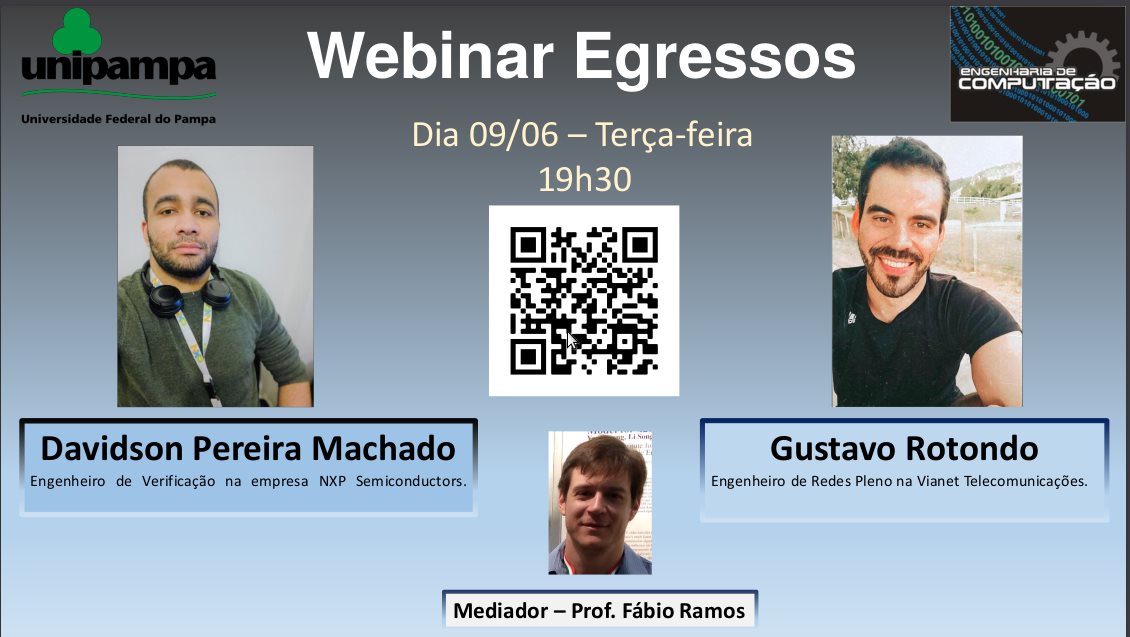 unipampa
Universidade Federal do Pampa
Webinar Egressos
ENGENHARIA DE
COMPUTAÇÃO
Dia 09/06 – Terça-feira
19h30
Davidson Pereira Machado
Engenheiro de Verificação na empresa NXP Semiconductors.
Gustavo Rotondo
Engenheiro de Redes Pleno na Vianet Telecomunicações.
Mediador – Prof. Fábio Ramos